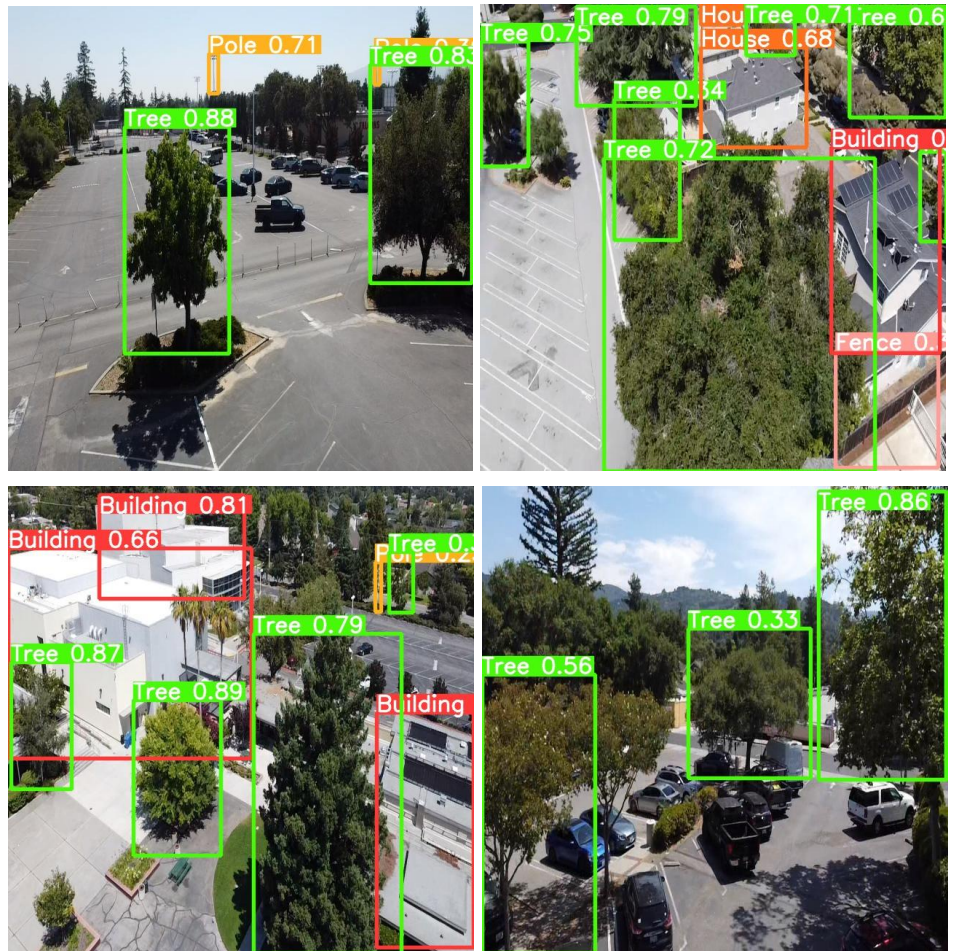 Pole 0.71
Tree 0.83
Tree 0.88
Tree 0.75
Tree 0.79
Tree 0.71
House 0.68
Tree 0.72
Building
Fence 0.
Building 0.81
Building 0.66
Tree 0.79
Tree 0.87
Tree 0.89
Building
Tree 0.86
Tree 0.33
Tree 0.56